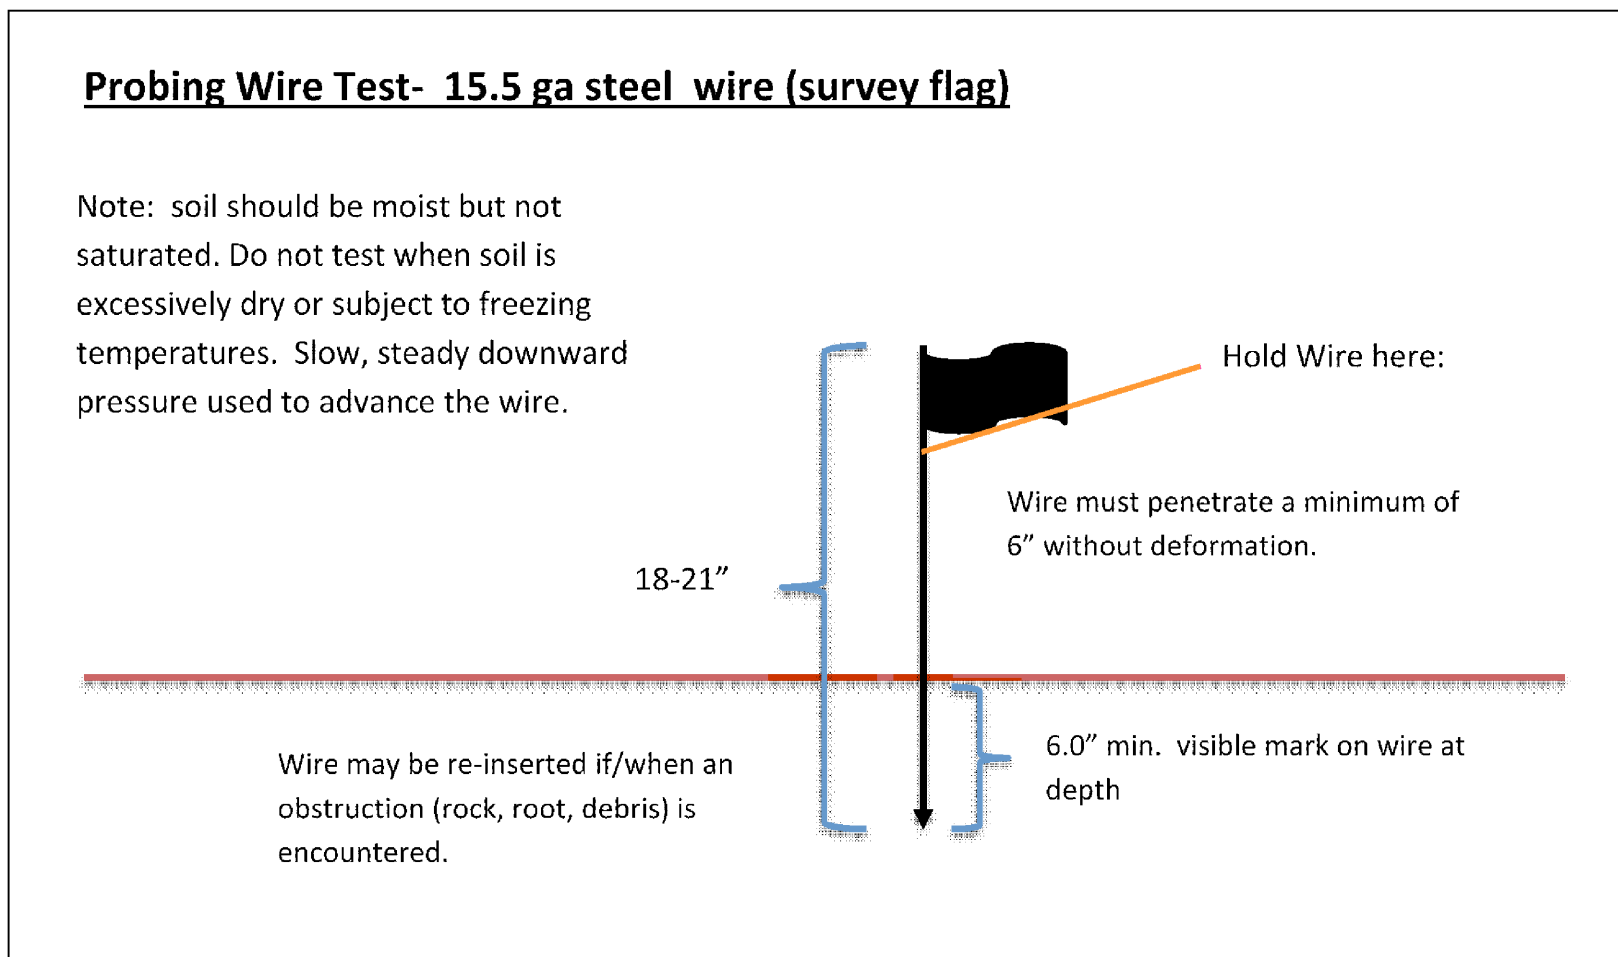 Probing Wire Test- 15.5 ga steel wire (survey flag)
Note: soil should be moist but not
saturated. Do not test when soil is
excessively dry or subject to freezing
temperatures. Slow, steady downward
pressure used to advance the wire.
Hold Wire here:
Wire must penetrate a minimum of
6” without deformation.
18-21”
Wire may be re-inserted if/when an
obstruction (rock, root, debris) is
encountered.
6.0” min. visible mark on wire at
depth